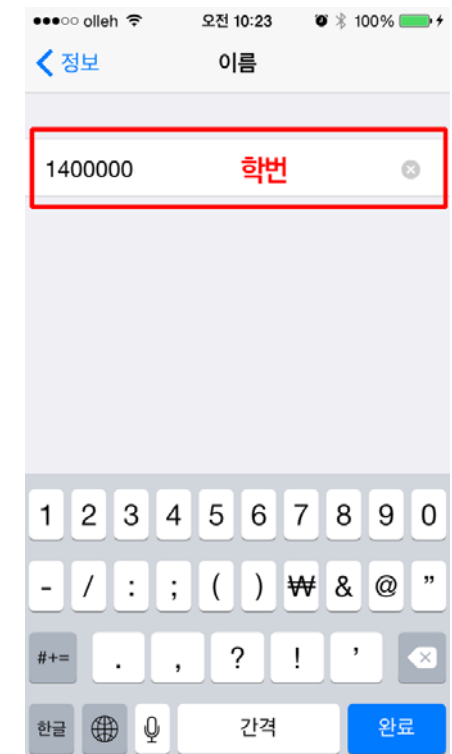 olleh 오전 10:23 100%
정보 이름
1400000 학번
1 2 3 4 5 6 7 8 9 0
- / : ; ( ) ₩ & @ ”
#+= . , ? ! ’
한글 간격 완료